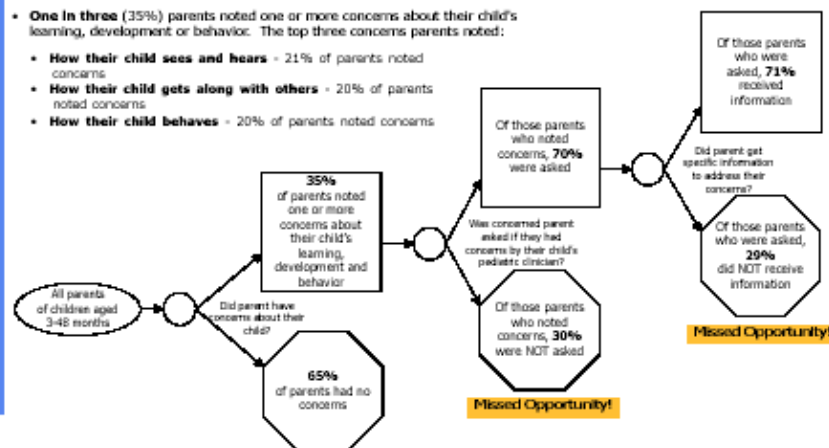 • One in three (35%) parents noted one or more concerns about their child's
learning, development or behavior. The top three concerns parents noted:
• How their child sees and hears - 21% of parents noted
concerns
• How their child gets along with others - 20% of parents
noted concerns
• How their child behaves - 20% of parents noted concerns
All parents
of children aged
3-48 months
Did parent have
concerns about their
child?
35%
of parents noted
one or more
concerns about
their child's
learning,
development and
behavior
65%
of parents had no
concerns
Was concerned parent
asked if they had
concerns by their child's
pediatric clinician?
Of those parents
who noted
concerns, 70%
were asked
Of those parents
who noted
concerns, 30%
were NOT asked
Missed Opportunity!
Did parent get
specific information
to address their
concerns?
Of those parents
who were
asked, 71%
received
information
Of those parents
who were asked,
29%
did NOT receive
information
Missed Opportunity!